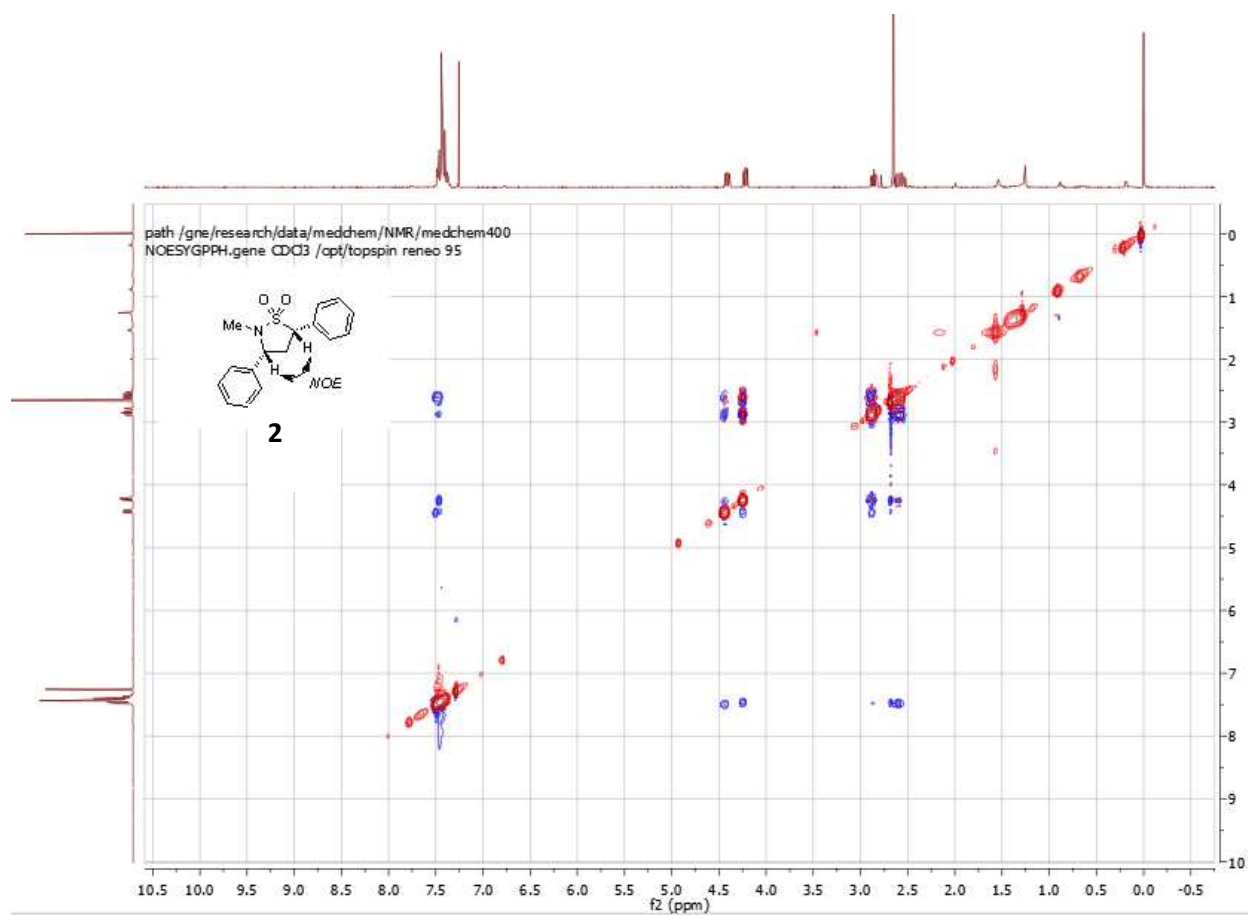 path /gne/research/data/medchem/NMR/medchem400
NOESYGPPH.gene CDCl3 /opt/topspin reneo 95
O O
S
Me N
H
H
NOE
2
0
1
2
3
4
5
6
7
8
9
10
10.5 10.0 9.5 9.0 8.5 8.0 7.5 7.0 6.5 6.0 5.5 5.0 4.5 4.0 3.5 3.0 2.5 2.0 1.5 1.0 0.5 0.0 -0.5
f2 (ppm)